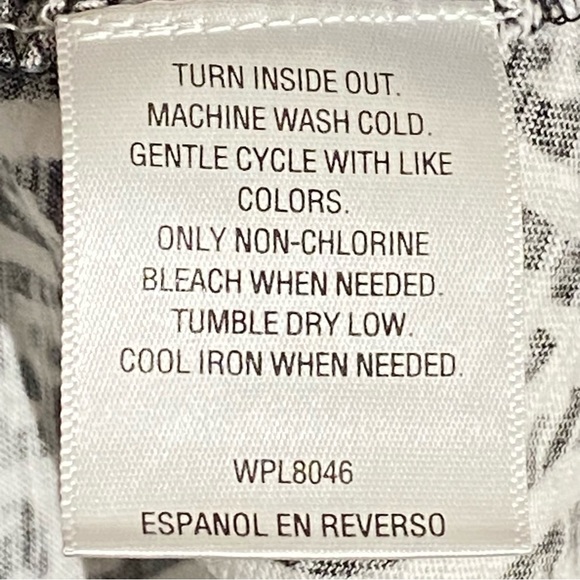 TURN INSIDE OUT.
MACHINE WASH COLD.
GENTLE CYCLE WITH LIKE
COLORS.
ONLY NON-CHLORINE
BLEACH WHEN NEEDED.
TUMBLE DRY LOW.
COOL IRON WHEN NEEDED.
WPL8046
ESPANOL EN REVERSO